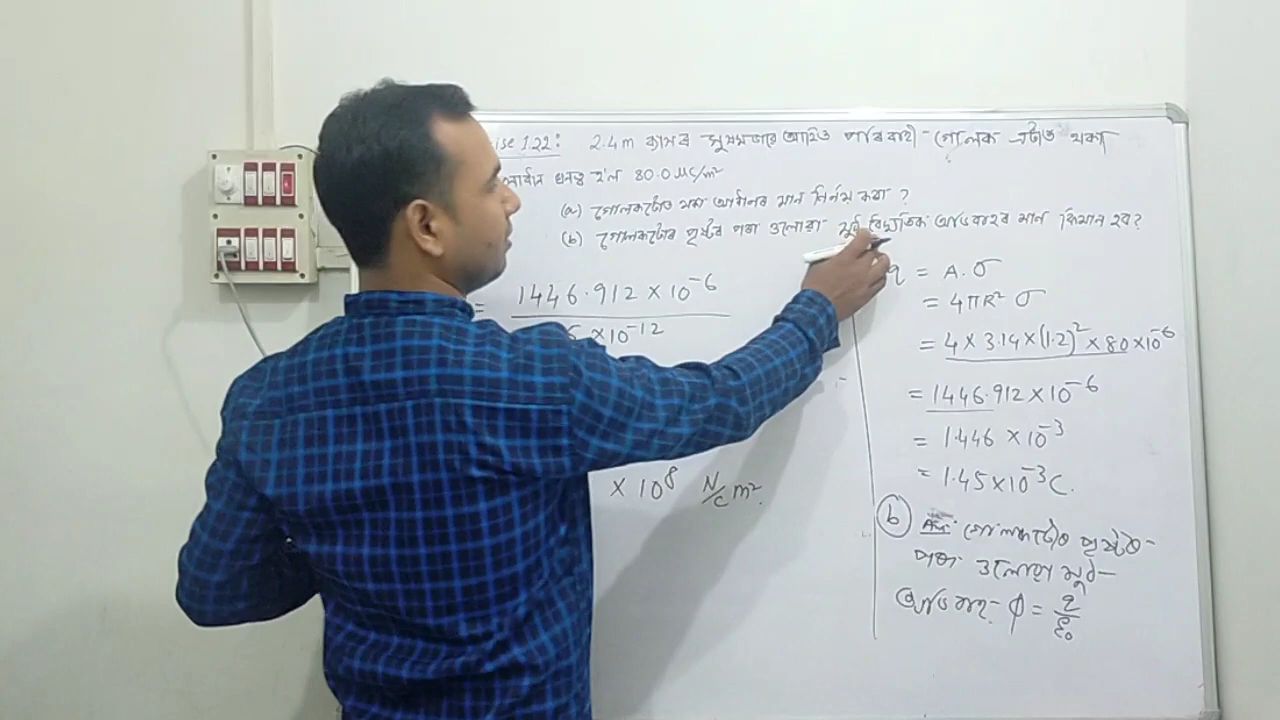 ise 1.22: 2.4 m ব্যাসৰ সুষমভাৱে আহিত পৰিবাহী গোলক এটাত থকা
ঘনত্ব হ'ল 80.0 μC/m²
(a) গোলকটোত থকা আধানৰ মান নিৰ্ণয় কৰা ?
(b) গোলকটোৰ পৃষ্ঠৰ পৰা ওলোৱা মুঠ বৈদ্যুতিক অভিবাহৰ মান কিমান হব?
= 1446.912 × 10⁻⁶
× 10⁻¹²
× 10⁸ N/C m².
q = A.σ
= 4πR² σ
= 4 × 3.14 × (1.2)² × 80 × 10⁻⁶
= 1446.912 × 10⁻⁶
= 1.446 × 10⁻³
= 1.45 × 10⁻³ C.
(b) গোলকটোৰ পৃষ্ঠৰ
পৰা ওলোৱা মুঠ
অভিবাহ φ = q/ε₀